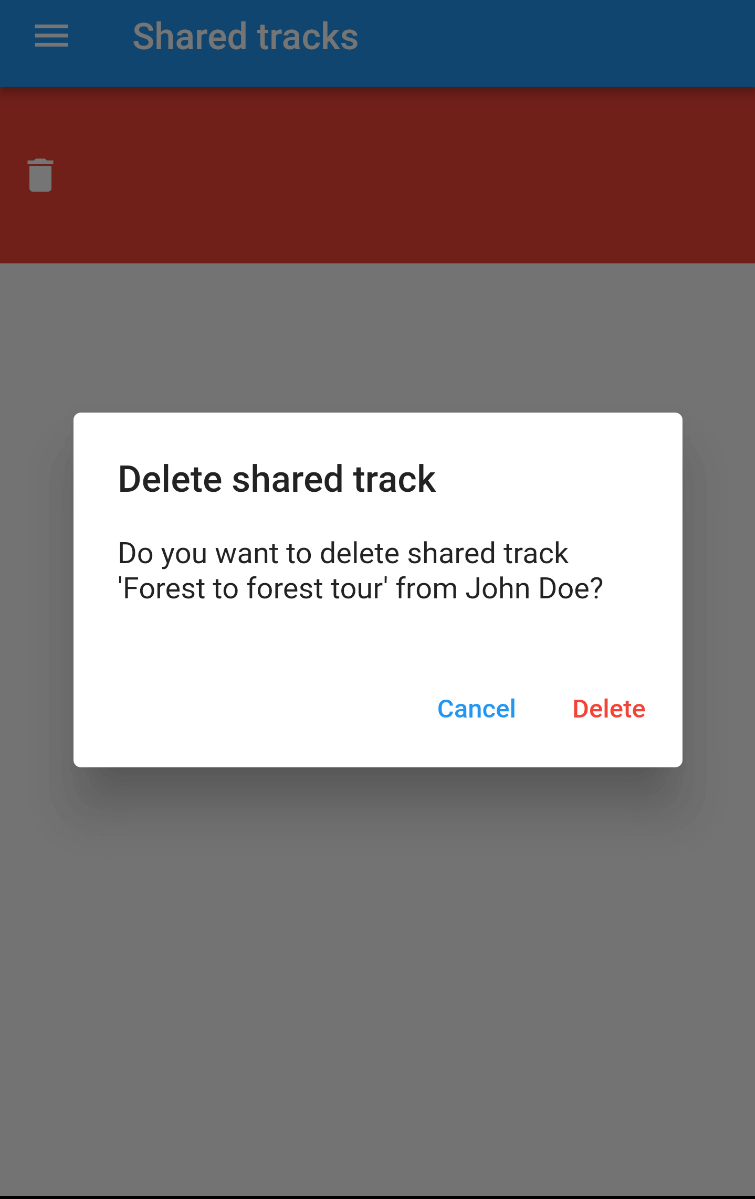 Shared tracks
Delete shared track
Do you want to delete shared track
'Forest to forest tour' from John Doe?
Cancel Delete